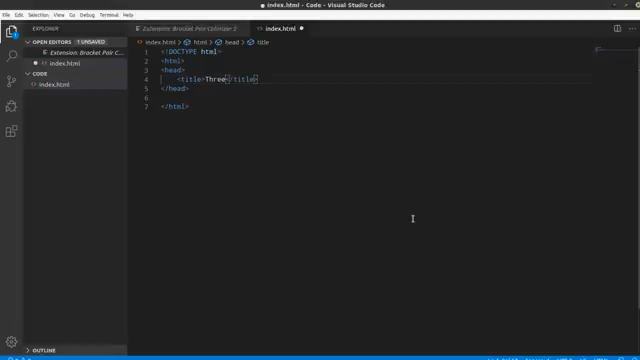 ● index.html - Code - Visual Studio Code
File Edit Selection View Go Debug Terminal Help
EXPLORER
Extension: Bracket Pair Colorizer 2
index.html ●
OPEN EDITORS 1 UNSAVED
Extension: Bracket Pair C...
● index.html
CODE
index.html
OUTLINE
index.html > html > head > title
1 <!DOCTYPE html>
2 <html>
3 <head>
4 <title>Three</title>
5 </head>
6
7 </html>